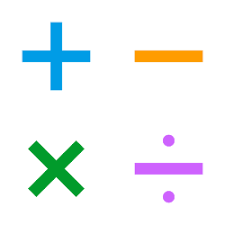 + −
× ÷